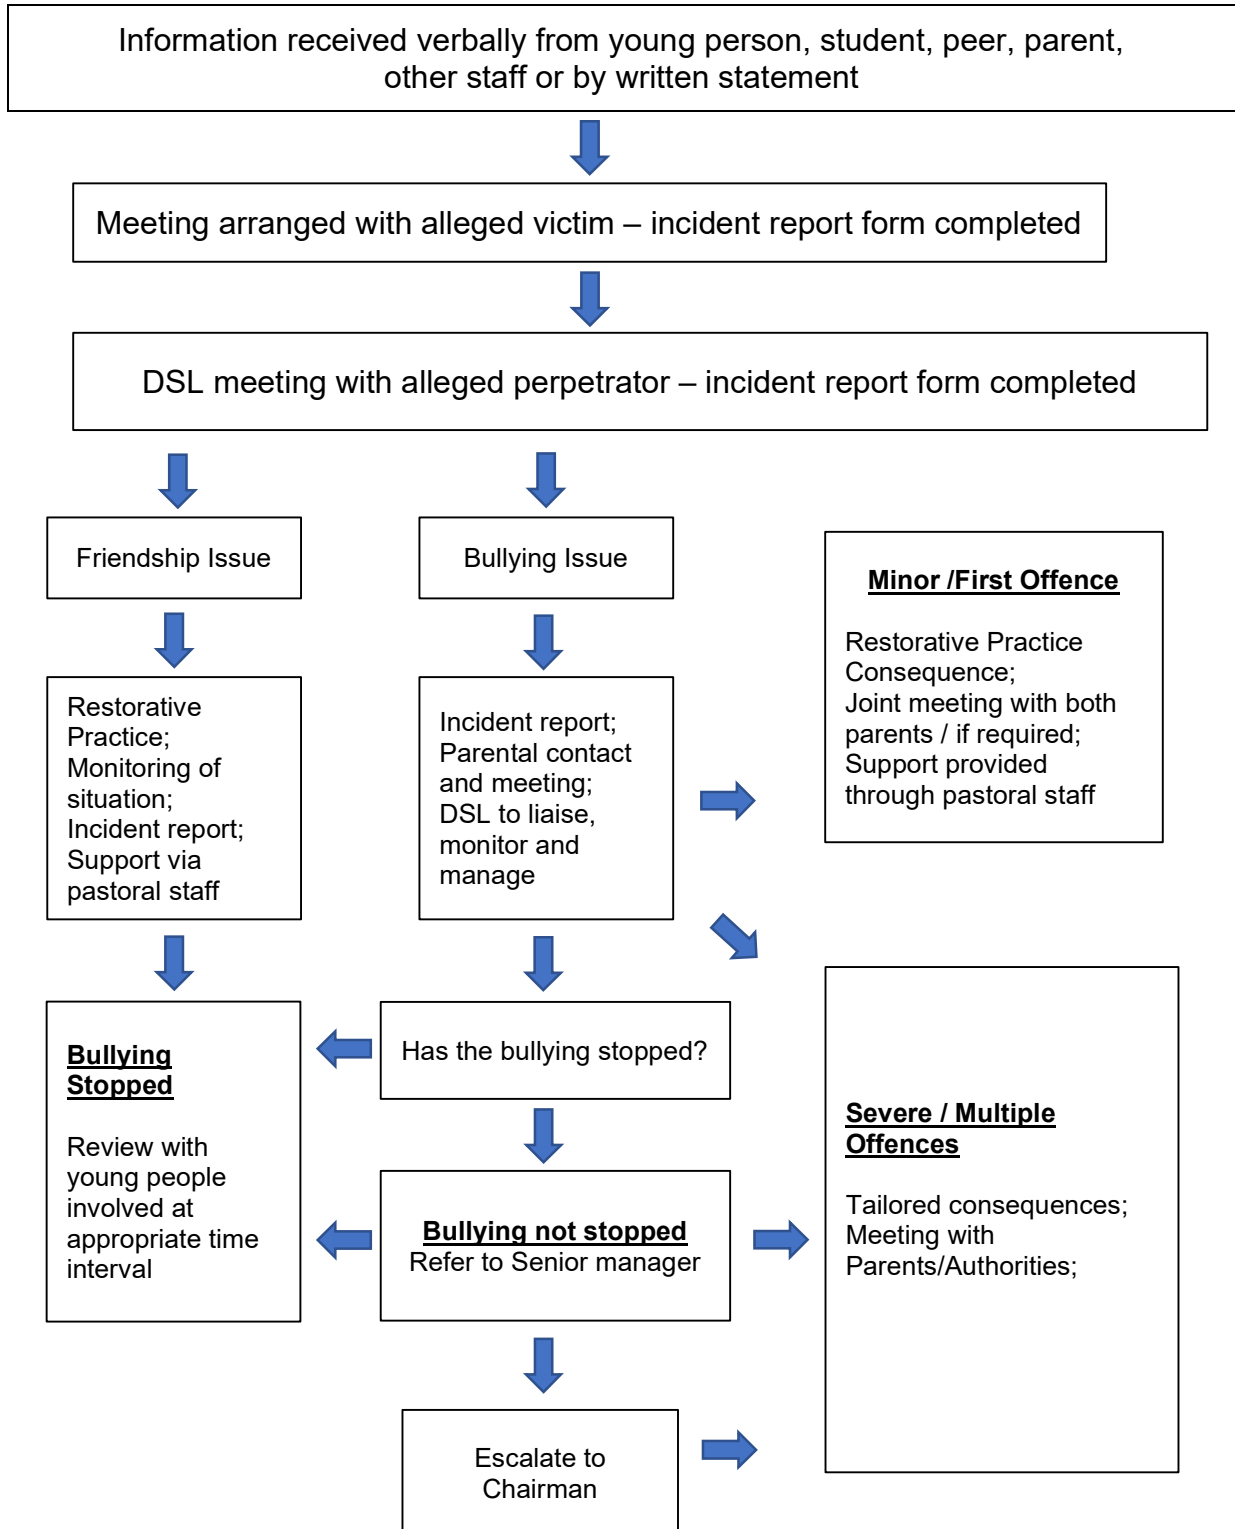 Information received verbally from young person, student, peer, parent,
other staff or by written statement
Meeting arranged with alleged victim – incident report form completed
DSL meeting with alleged perpetrator – incident report form completed
Friendship Issue
Bullying Issue
Minor /First Offence
Restorative Practice
Consequence;
Joint meeting with both
parents / if required;
Support provided
through pastoral staff
Restorative
Practice;
Monitoring of
situation;
Incident report;
Support via
pastoral staff
Incident report;
Parental contact
and meeting;
DSL to liaise,
monitor and
manage
Bullying
Stopped
Review with
young people
involved at
appropriate time
interval
Has the bullying stopped?
Bullying not stopped
Refer to Senior manager
Severe / Multiple
Offences
Tailored consequences;
Meeting with
Parents/Authorities;
Escalate to
Chairman